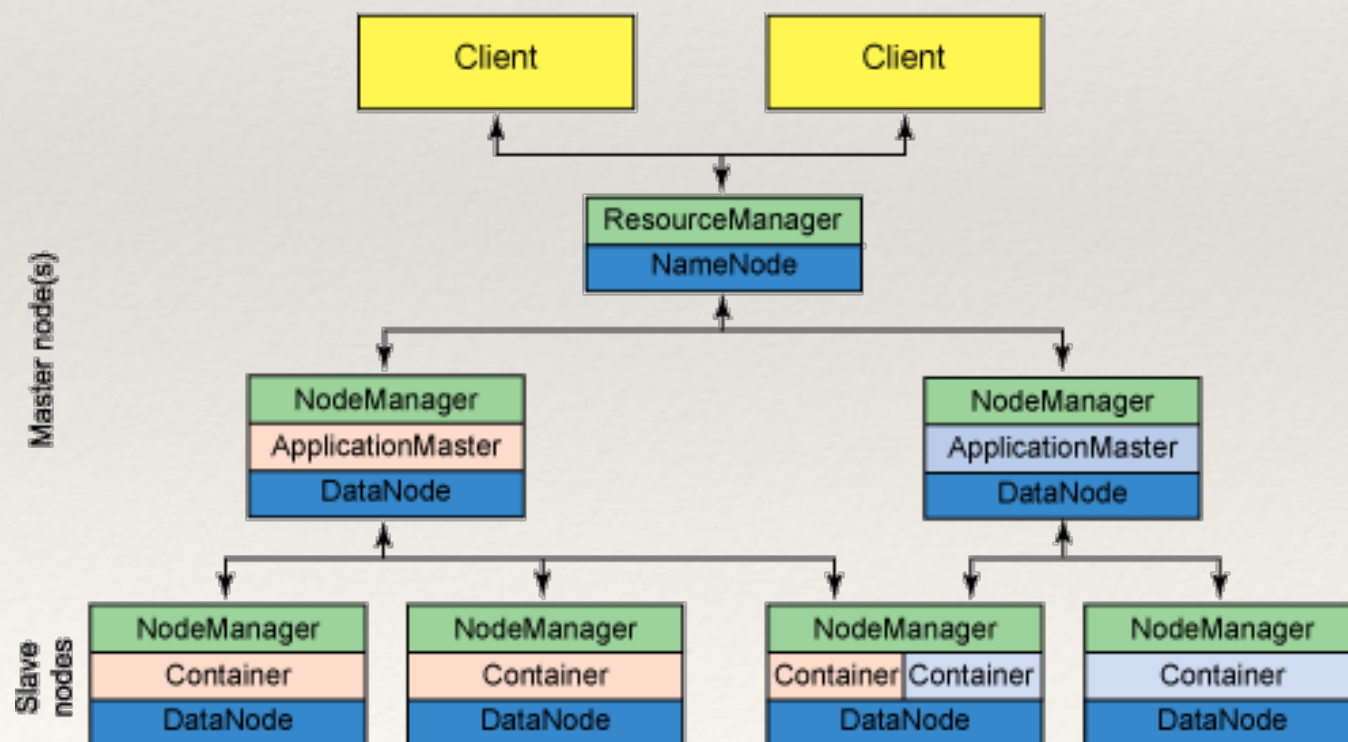 Client
Client
ResourceManager
NameNode
Master node(s)
NodeManager
ApplicationMaster
DataNode
NodeManager
ApplicationMaster
DataNode
Slave
nodes
NodeManager
Container
DataNode
NodeManager
Container
DataNode
NodeManager
Container
Container
DataNode
NodeManager
Container
DataNode